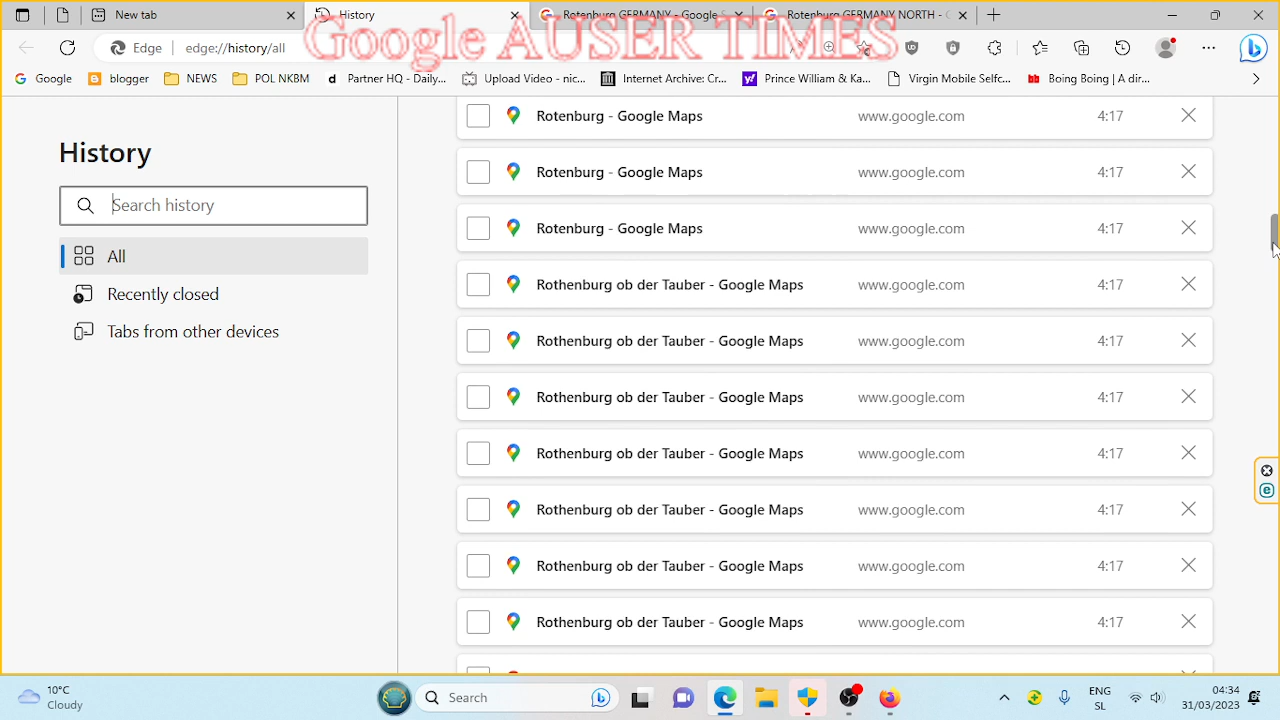 New tab
History
Rotenburg GERMANY - Google
Rotenburg GERMANY NORTH - G
Google AUSER TIMES
Edge
edge://history/all
Google
blogger
NEWS
POL NKBM
Partner HQ - Daily...
Upload Video - nic...
Internet Archive: Cr...
Prince William & Ka...
Virgin Mobile Selfc...
Boing Boing | A dir...
History
Search history
All
Recently closed
Tabs from other devices
Rotenburg - Google Maps www.google.com 4:17
Rotenburg - Google Maps www.google.com 4:17
Rotenburg - Google Maps www.google.com 4:17
Rothenburg ob der Tauber - Google Maps www.google.com 4:17
Rothenburg ob der Tauber - Google Maps www.google.com 4:17
Rothenburg ob der Tauber - Google Maps www.google.com 4:17
Rothenburg ob der Tauber - Google Maps www.google.com 4:17
Rothenburg ob der Tauber - Google Maps www.google.com 4:17
Rothenburg ob der Tauber - Google Maps www.google.com 4:17
Rothenburg ob der Tauber - Google Maps www.google.com 4:17
10°C
Cloudy
Search
ENG
SL
04:34
31/03/2023